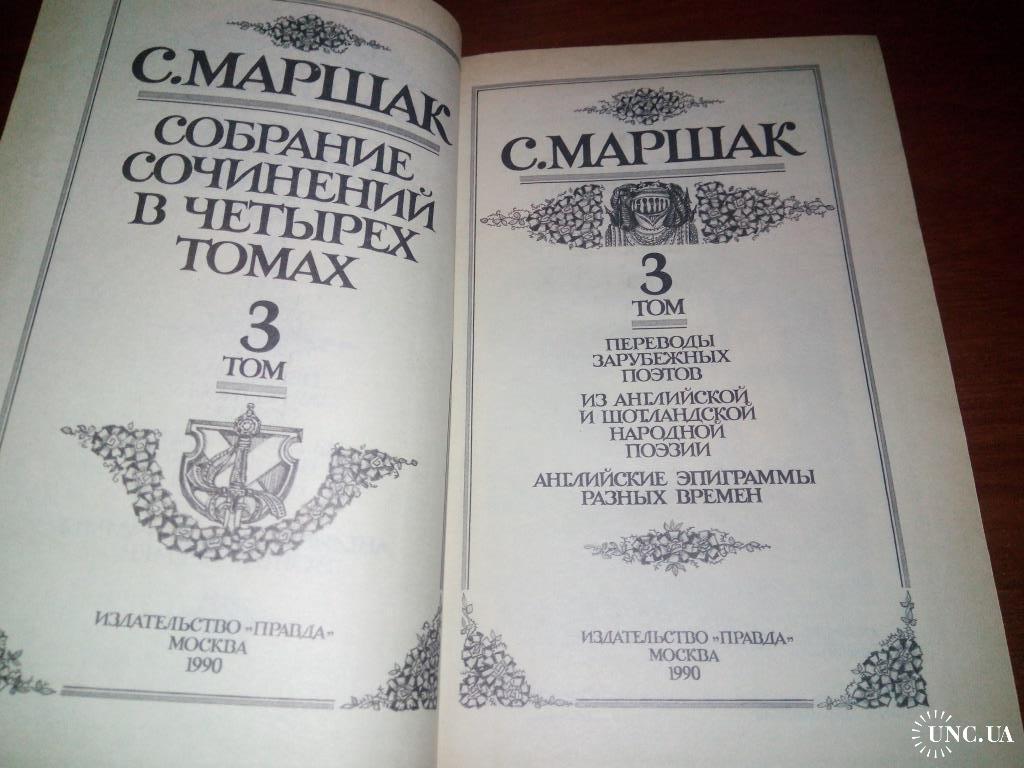 С.МАРШАК
СОБРАНИЕ
СОЧИНЕНИЙ
В ЧЕТЫРЕХ
ТОМАХ
3
ТОМ
ИЗДАТЕЛЬСТВО „ПРАВДА"
МОСКВА
1990
С.МАРШАК
3
ТОМ
ПЕРЕВОДЫ
ЗАРУБЕЖНЫХ
ПОЭТОВ
ИЗ АНГЛИЙСКОЙ
И ШОТЛАНДСКОЙ
НАРОДНОЙ
ПОЭЗИИ
АНГЛИЙСКИЕ ЭПИГРАММЫ
РАЗНЫХ ВРЕМЕН
ИЗДАТЕЛЬСТВО „ПРАВДА"
МОСКВА
1990
UNC.UA